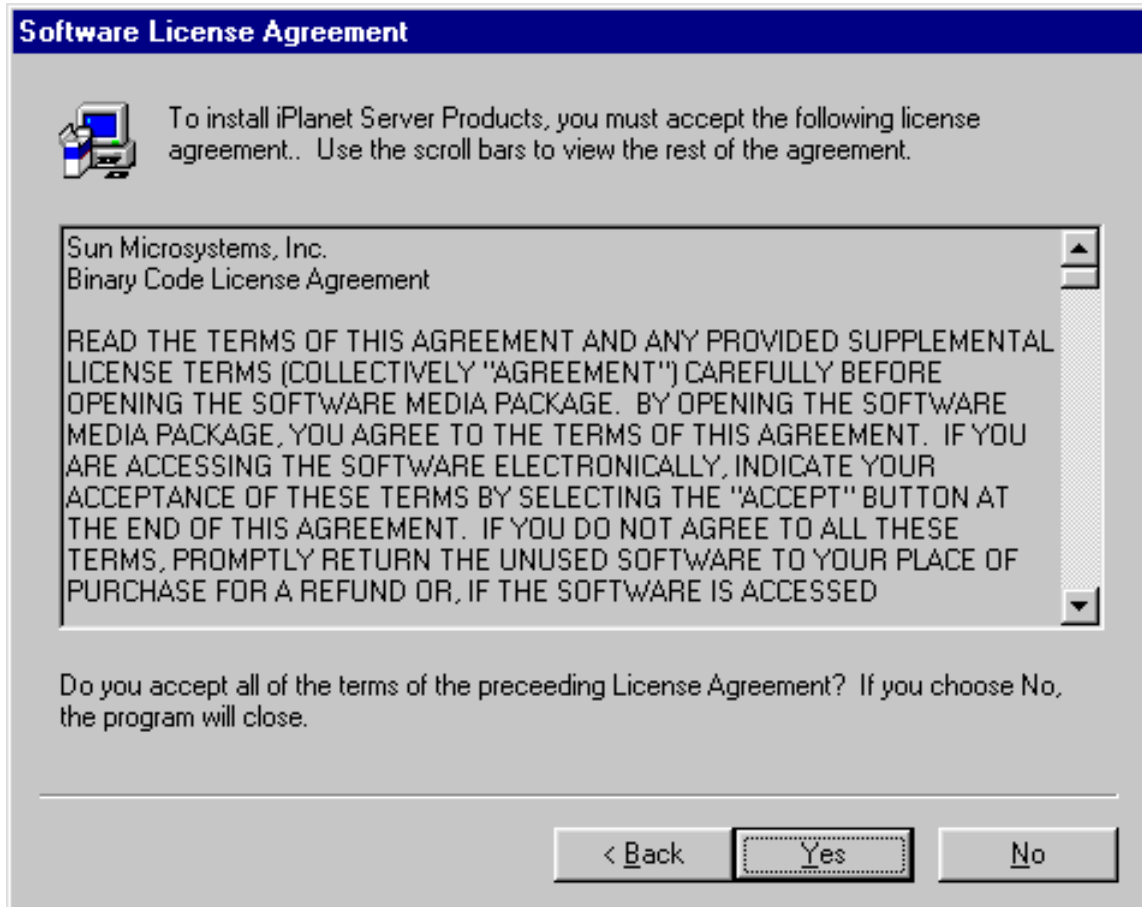 Software License Agreement
To install iPlanet Server Products, you must accept the following license
agreement..  Use the scroll bars to view the rest of the agreement.
Sun Microsystems, Inc.
Binary Code License Agreement
READ THE TERMS OF THIS AGREEMENT AND ANY PROVIDED SUPPLEMENTAL
LICENSE TERMS (COLLECTIVELY "AGREEMENT") CAREFULLY BEFORE
OPENING THE SOFTWARE MEDIA PACKAGE.  BY OPENING THE SOFTWARE
MEDIA PACKAGE, YOU AGREE TO THE TERMS OF THIS AGREEMENT.  IF YOU
ARE ACCESSING THE SOFTWARE ELECTRONICALLY, INDICATE YOUR
ACCEPTANCE OF THESE TERMS BY SELECTING THE "ACCEPT" BUTTON AT
THE END OF THIS AGREEMENT.  IF YOU DO NOT AGREE TO ALL THESE
TERMS, PROMPTLY RETURN THE UNUSED SOFTWARE TO YOUR PLACE OF
PURCHASE FOR A REFUND OR, IF THE SOFTWARE IS ACCESSED
Do you accept all of the terms of the preceeding License Agreement?  If you choose No,
the program will close.
< Back
Yes
No